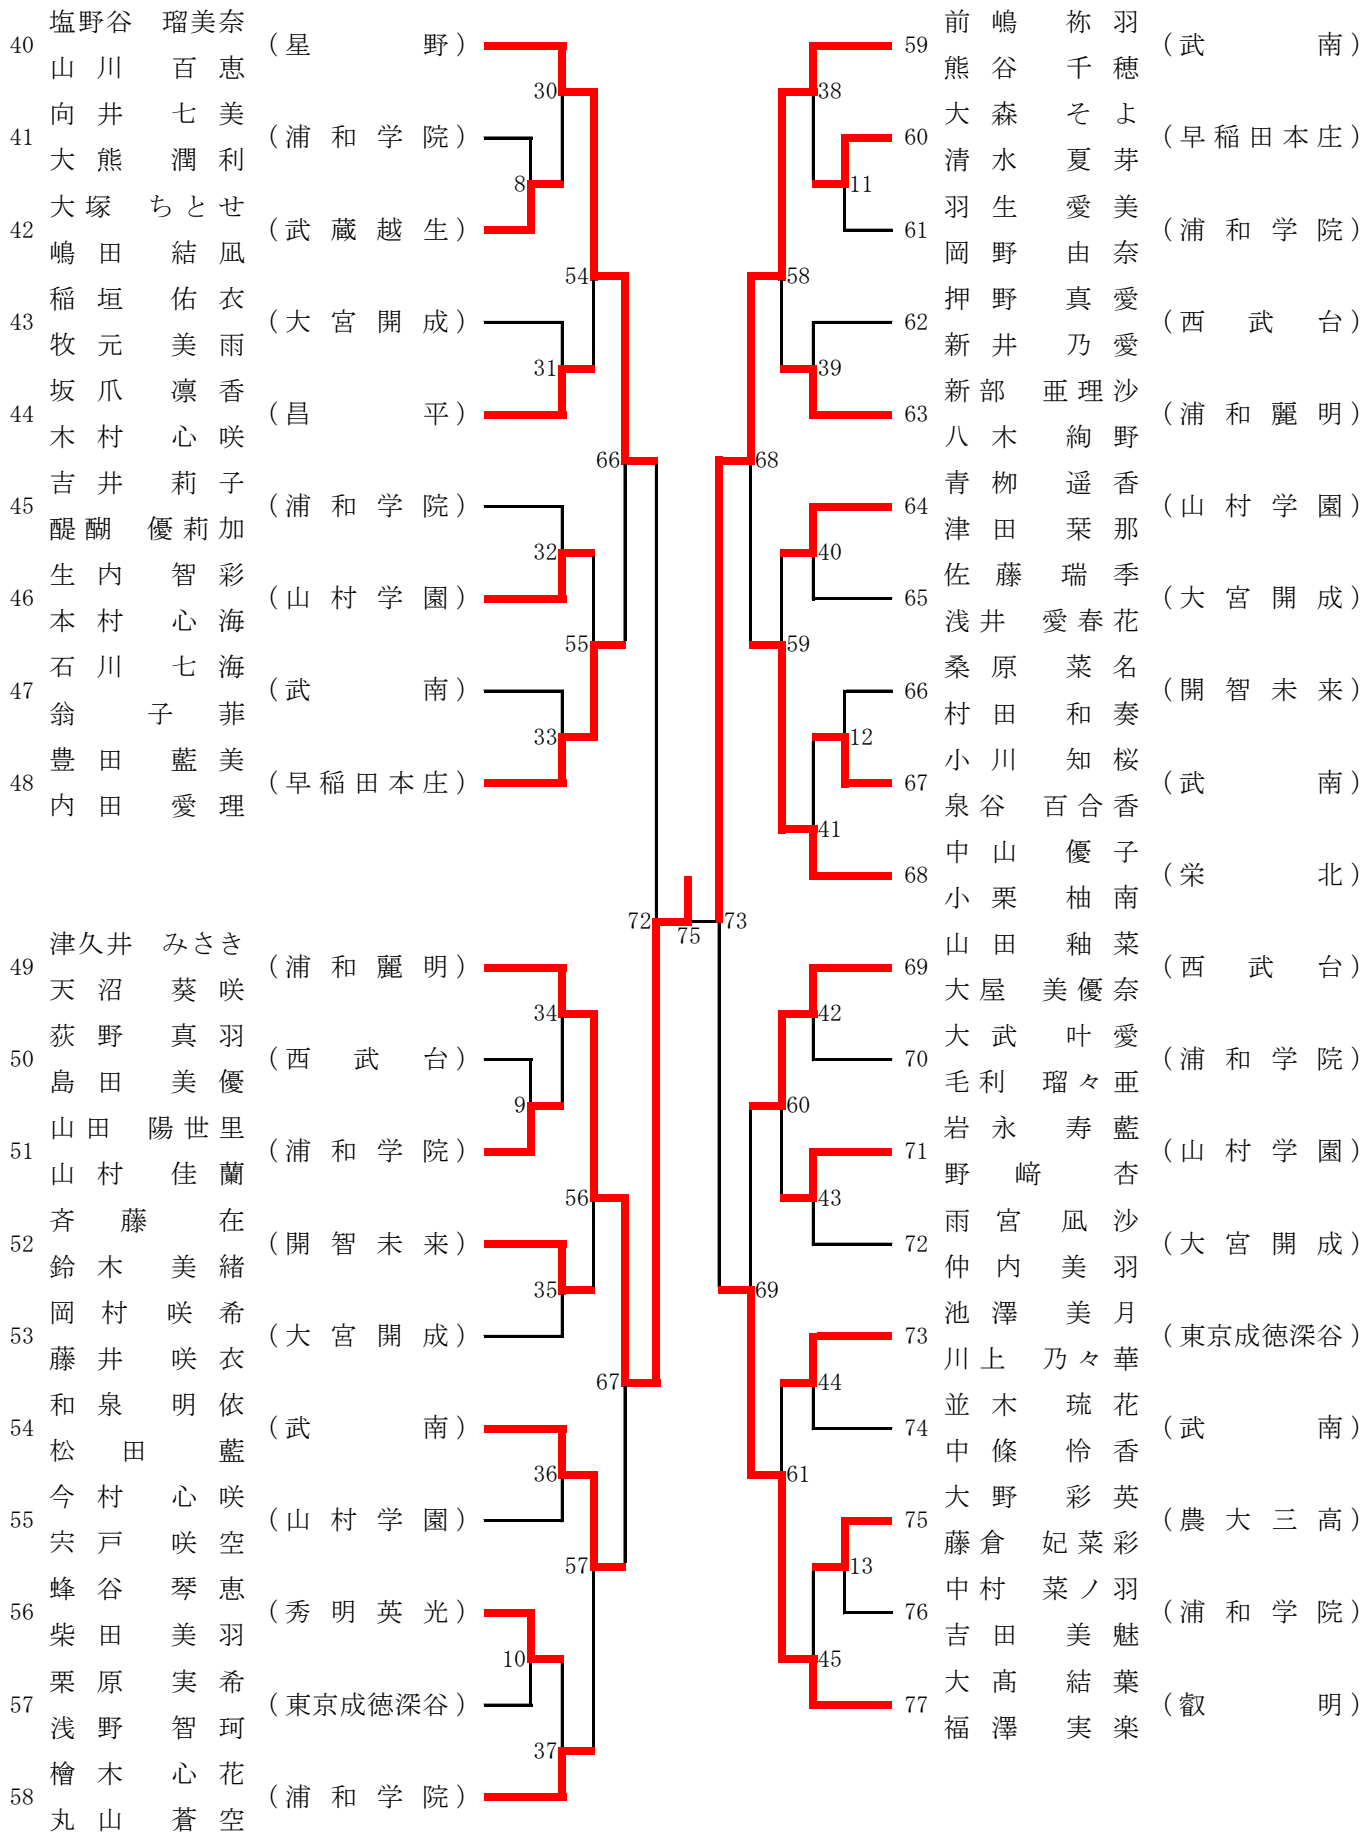 塩野谷 瑠美奈
40 (星野)
山川 百恵
向井 七美
41 (浦和学院)
大熊 潤利
大塚 ちとせ
42 (武蔵越生)
嶋田 結凪
稲垣 佑衣
43 (大宮開成)
牧元 美雨
坂爪 凛香
44 (昌平)
木村 心咲
吉井 莉子
45 (浦和学院)
醍醐 優莉加
生内 智彩
46 (山村学園)
本村 心海
石川 七海
47 (武南)
翁 子菲
豊田 藍美
48 (早稲田本庄)
内田 愛理
津久井 みさき
49 (浦和麗明)
天沼 葵咲
荻野 真羽
50 (西武台)
島田 美優
山田 陽世里
51 (浦和学院)
山村 佳蘭
斉藤 在
52 (開智未来)
鈴木 美緒
岡村 咲希
53 (大宮開成)
藤井 咲衣
和泉 明依
54 (武南)
松田 藍
今村 心咲
55 (山村学園)
宍戸 咲空
蜂谷 琴恵
56 (秀明英光)
柴田 美羽
栗原 実希
57 (東京成徳深谷)
浅野 智珂
檜木 心花
58 (浦和学院)
丸山 蒼空
30
8
54
31
66
32
55
33
72
75
73
34
9
56
35
67
36
57
10
37
38
11
58
39
68
40
59
12
41
42
60
43
69
44
61
13
45
前嶋 祢羽
59 (武南)
熊谷 千穂
大森 そよ
60 (早稲田本庄)
清水 夏芽
羽生 愛美
61 (浦和学院)
岡野 由奈
押野 真愛
62 (西武台)
新井 乃愛
新部 亜理沙
63 (浦和麗明)
八木 絢野
青栁 遥香
64 (山村学園)
津田 栞那
佐藤 瑞季
65 (大宮開成)
浅井 愛春花
桑原 菜名
66 (開智未来)
村田 和奏
小川 知桜
67 (武南)
泉谷 百合香
中山 優子
68 (栄北)
小栗 柚南
山田 釉菜
69 (西武台)
大屋 美優奈
大武 叶愛
70 (浦和学院)
毛利 瑠々亜
岩永 寿藍
71 (山村学園)
野﨑 杏
雨宮 凪沙
72 (大宮開成)
仲内 美羽
池澤 美月
73 (東京成徳深谷)
川上 乃々華
並木 琉花
74 (武南)
中條 怜香
大野 彩英
75 (農大三高)
藤倉 妃菜彩
中村 菜ノ羽
76 (浦和学院)
吉田 美魅
大髙 結葉
77 (叡明)
福澤 実楽